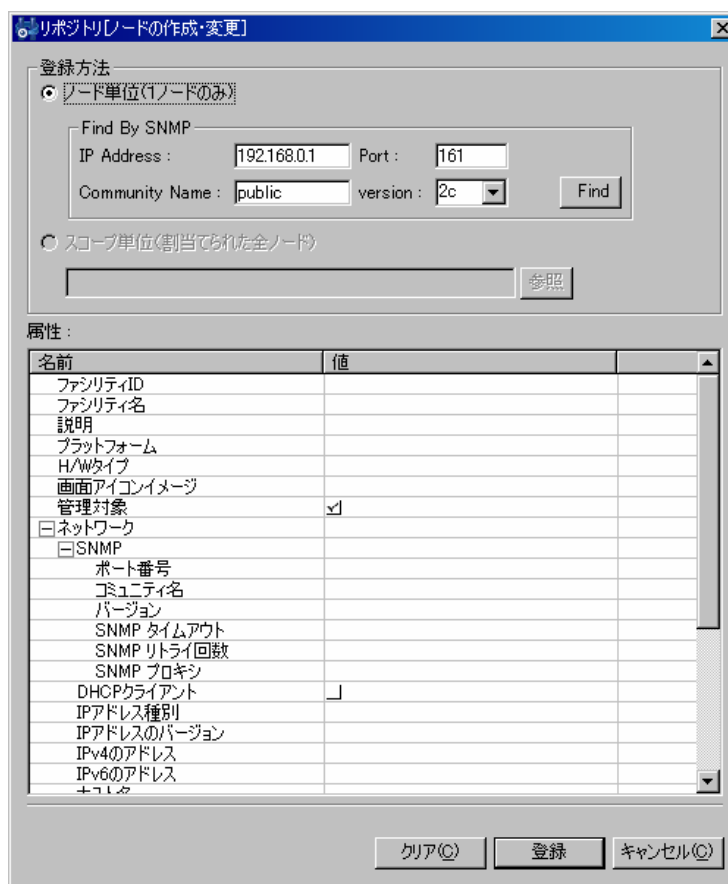 リポジトリ[ノードの作成・変更]
登録方法
ノード単位(1ノードのみ)
Find By SNMP
IP Address : 192.168.0.1 Port : 161
Community Name : public version : 2c Find
スコープ単位(割当てられた全ノード)
参照
属性 :
名前 値
ファシリティID
ファシリティ名
説明
プラットフォーム
H/Wタイプ
画面アイコンイメージ
管理対象
ネットワーク
SNMP
ポート番号
コミュニティ名
バージョン
SNMP タイムアウト
SNMP リトライ回数
SNMP プロキシ
DHCPクライアント
IPアドレス種別
IPアドレスのバージョン
IPv4のアドレス
IPv6のアドレス
クリア(C) 登録 キャンセル(C)